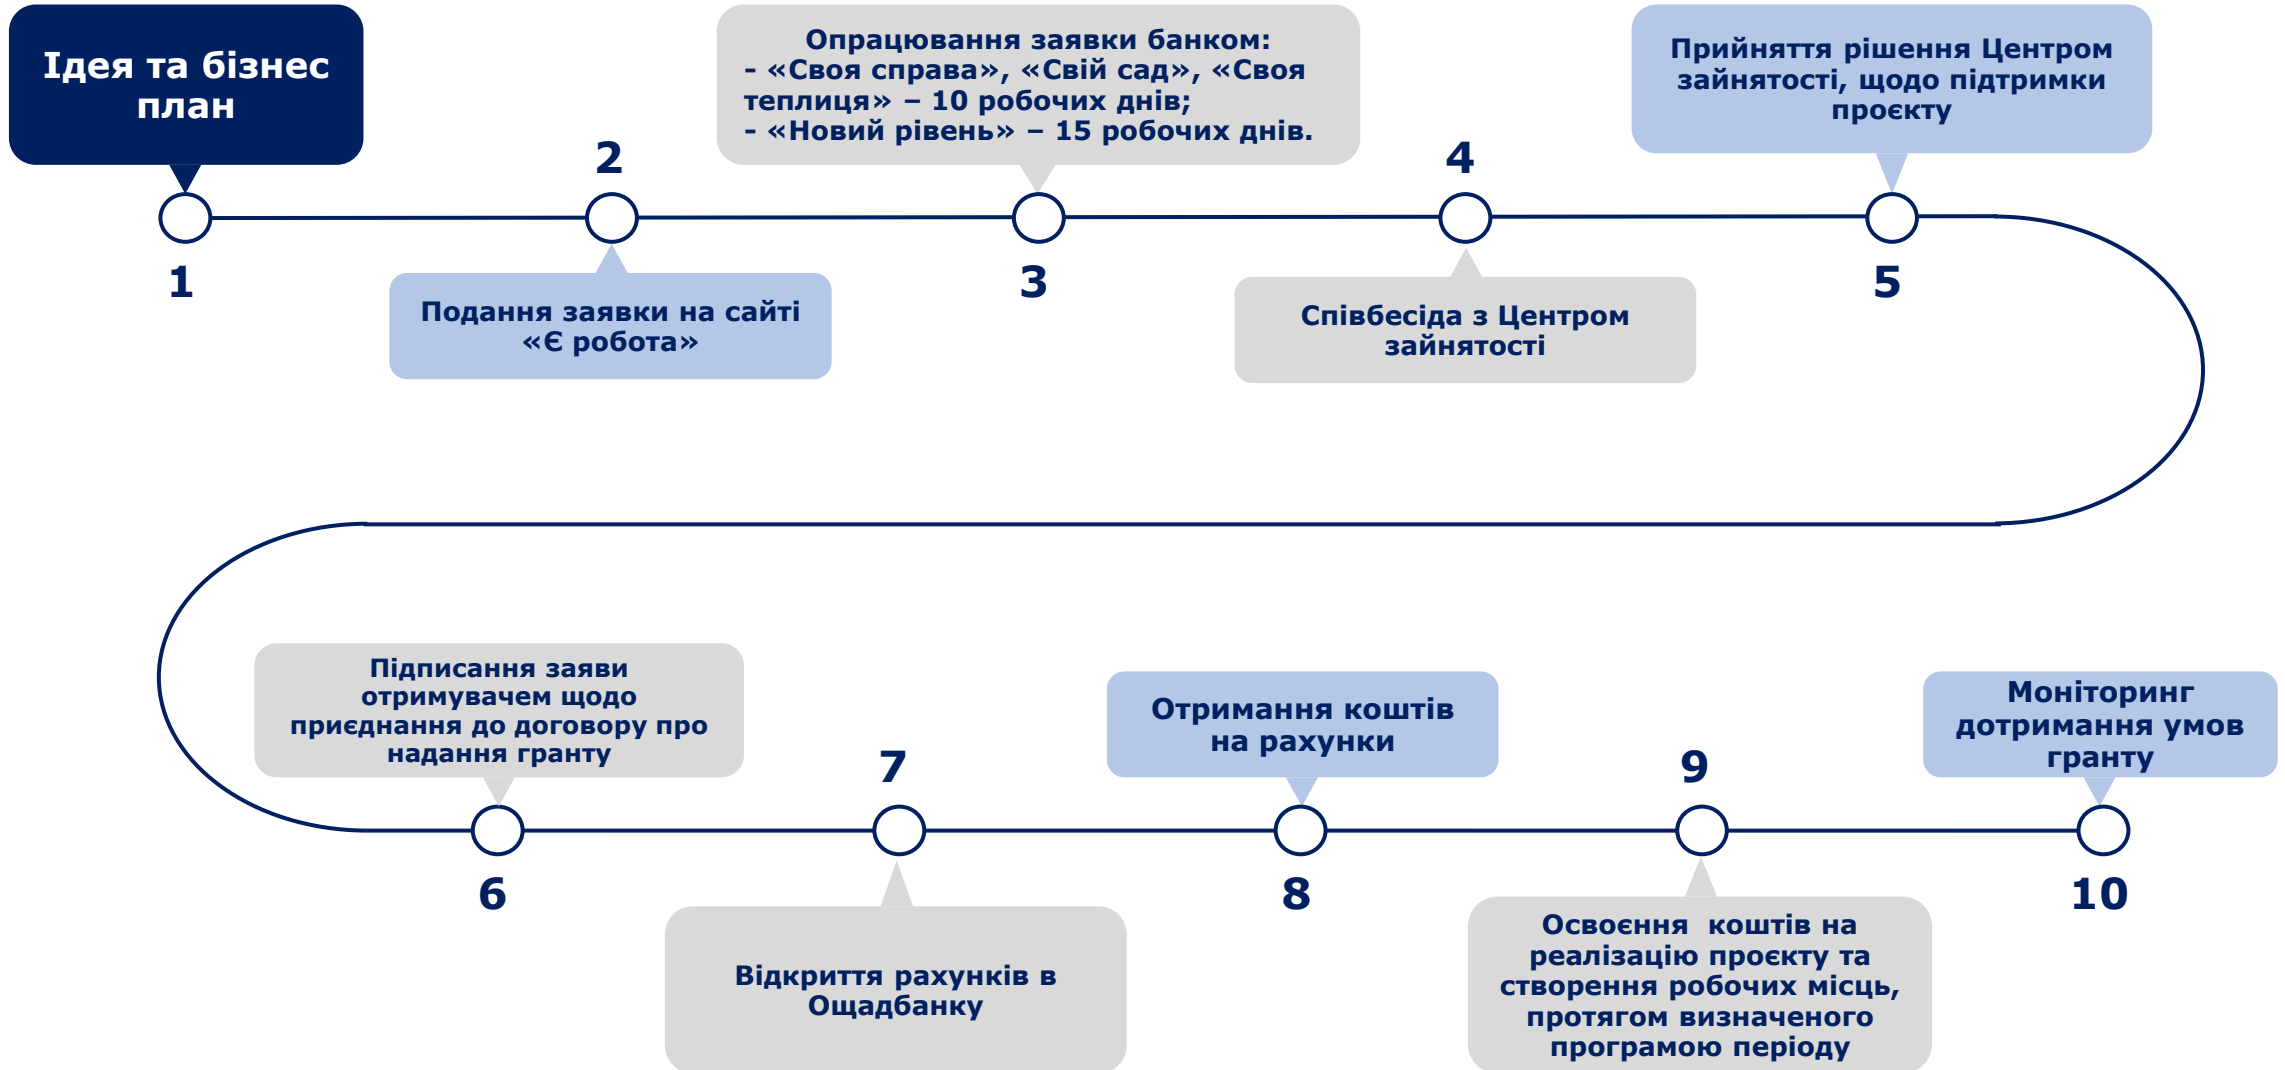 Ідея та бізнес
план
1
2
Подання заявки на сайті
«Є робота»
Опрацювання заявки банком:
- «Своя справа», «Свій сад», «Своя
теплиця» – 10 робочих днів;
- «Новий рівень» – 15 робочих днів.
3
4
Співбесіда з Центром
зайнятості
Прийняття рішення Центром
зайнятості, щодо підтримки
проєкту
5
Підписання заяви
отримувачем щодо
приєднання до договору про
надання гранту
6
7
Відкриття рахунків в
Ощадбанку
Отримання коштів
на рахунки
8
9
Освоєння  коштів на
реалізацію проєкту та
створення робочих місць,
протягом визначеного
програмою періоду
Моніторинг
дотримання умов
гранту
10